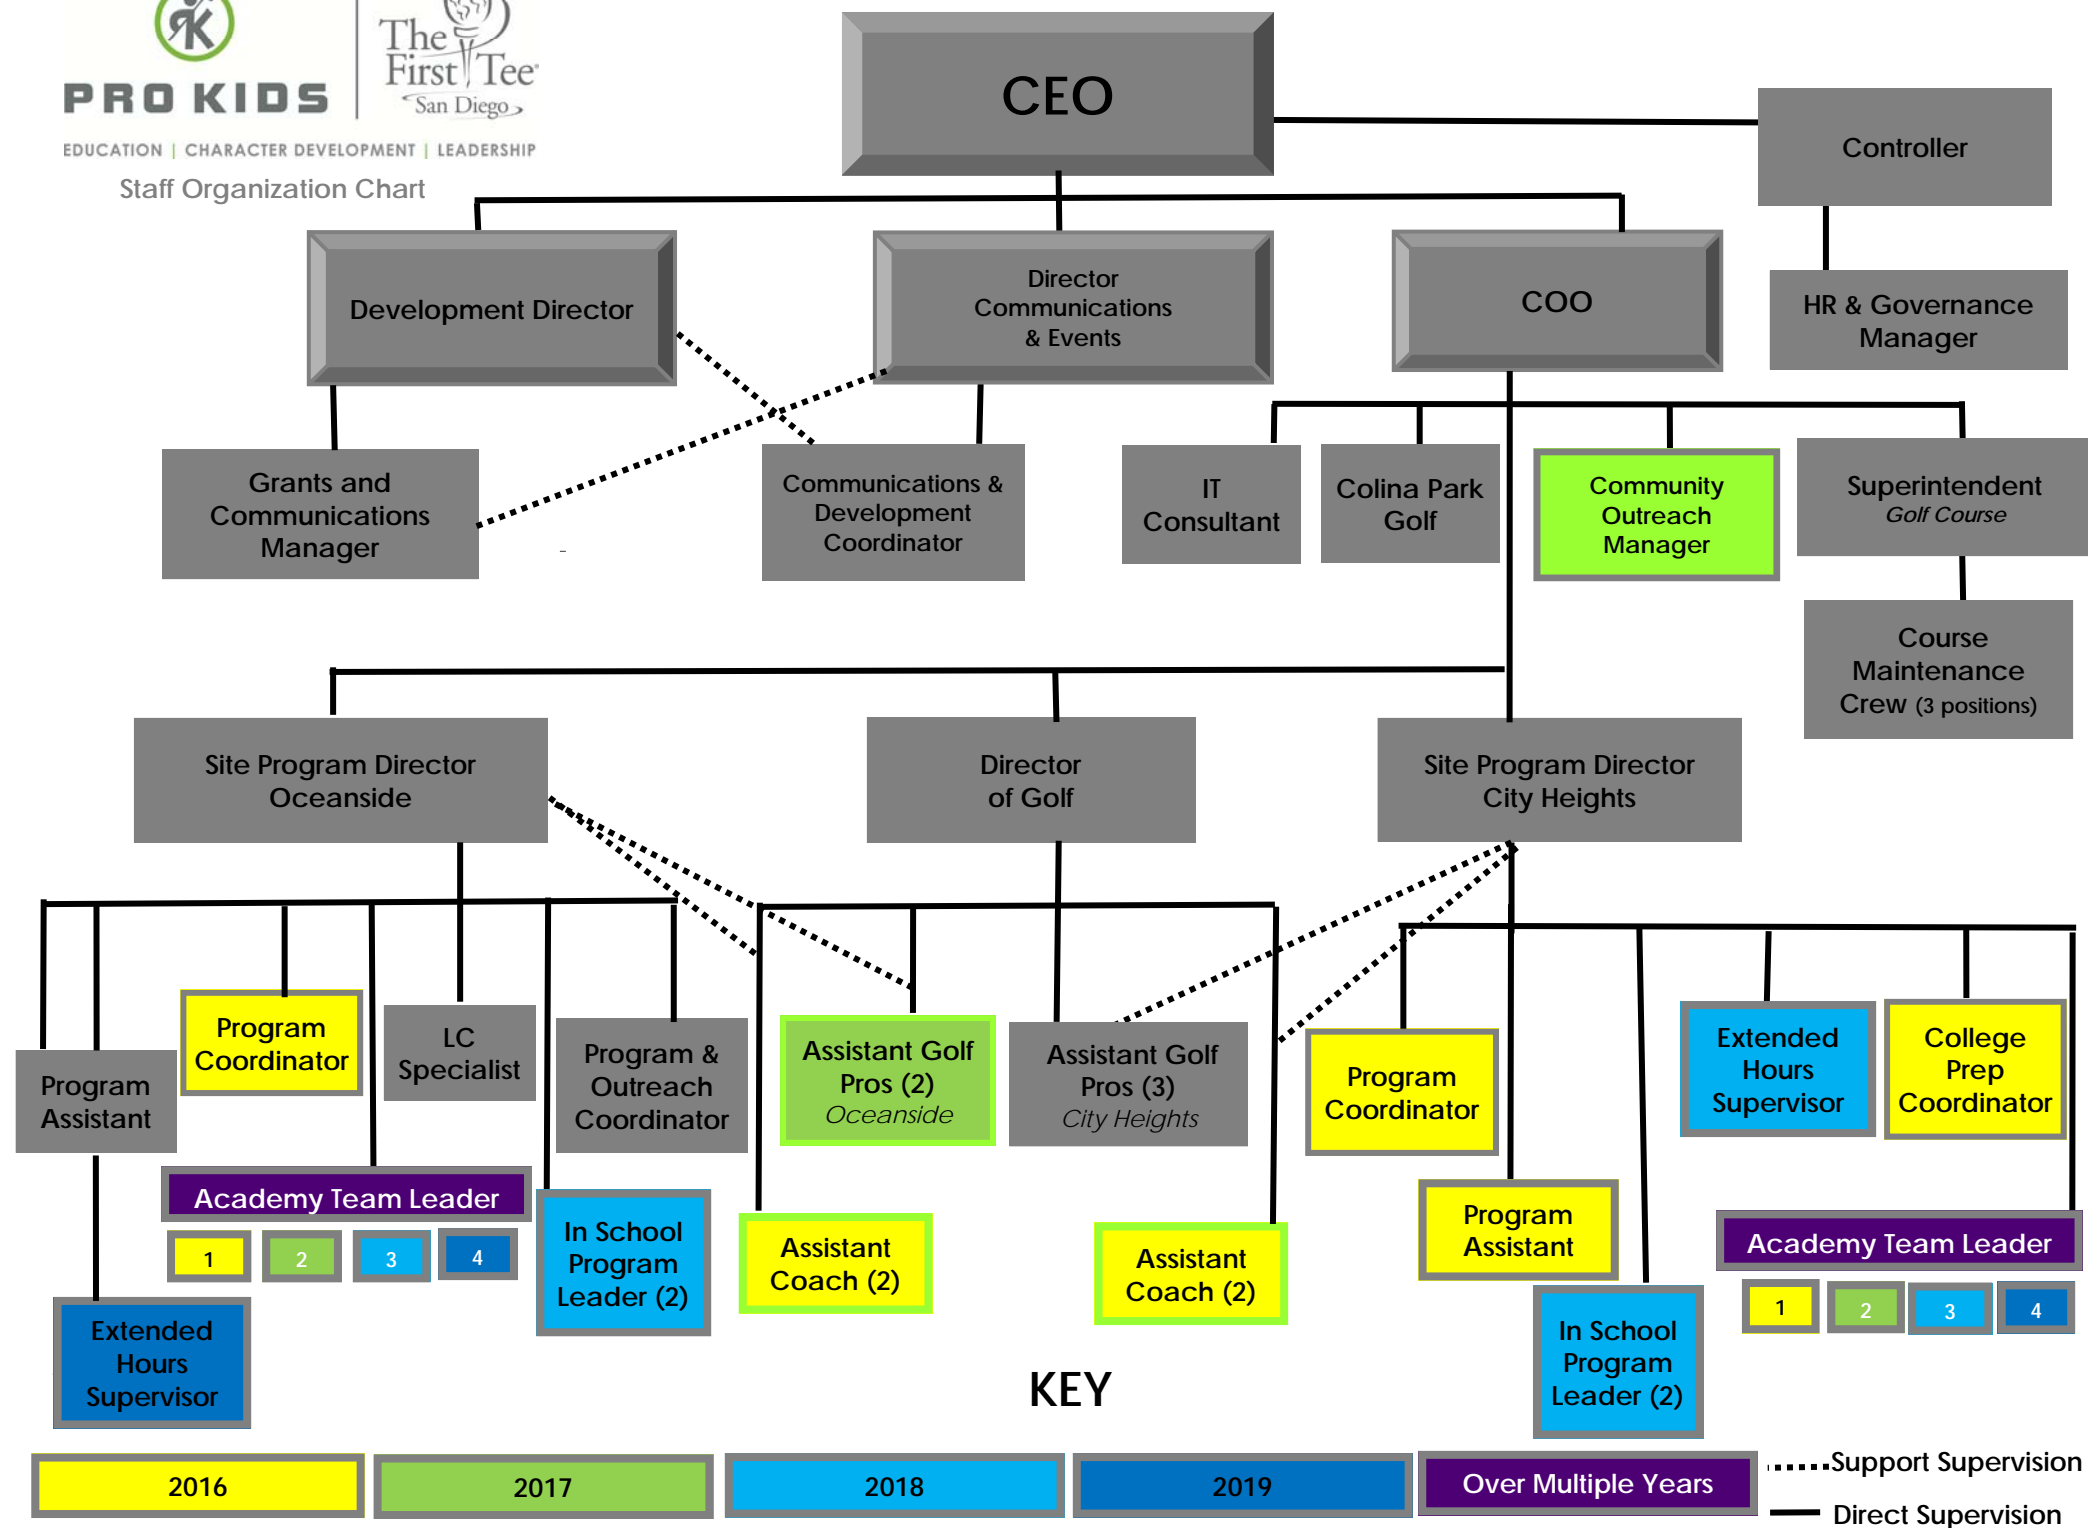 PRO KIDS
The
First Tee
San Diego
EDUCATION | CHARACTER DEVELOPMENT | LEADERSHIP
Staff Organization Chart
CEO
Controller
Development Director
Director
Communications
& Events
COO
HR & Governance
Manager
Grants and
Communications
Manager
-
Communications &
Development
Coordinator
IT
Consultant
Colina Park
Golf
Community
Outreach
Manager
Superintendent
Golf Course
Course
Maintenance
Crew (3 positions)
Site Program Director
Oceanside
Director
of Golf
Site Program Director
City Heights
Program
Assistant
Program
Coordinator
LC
Specialist
Program &
Outreach
Coordinator
Assistant Golf
Pros (2)
Oceanside
Assistant Golf
Pros (3)
City Heights
Program
Coordinator
Extended
Hours
Supervisor
College
Prep
Coordinator
Academy Team Leader
1
2
3
4
In School
Program
Leader (2)
Assistant
Coach (2)
Assistant
Coach (2)
Program
Assistant
Academy Team Leader
1
2
3
4
Extended
Hours
Supervisor
In School
Program
Leader (2)
KEY
2016
2017
2018
2019
Over Multiple Years
Support Supervision
Direct Supervision